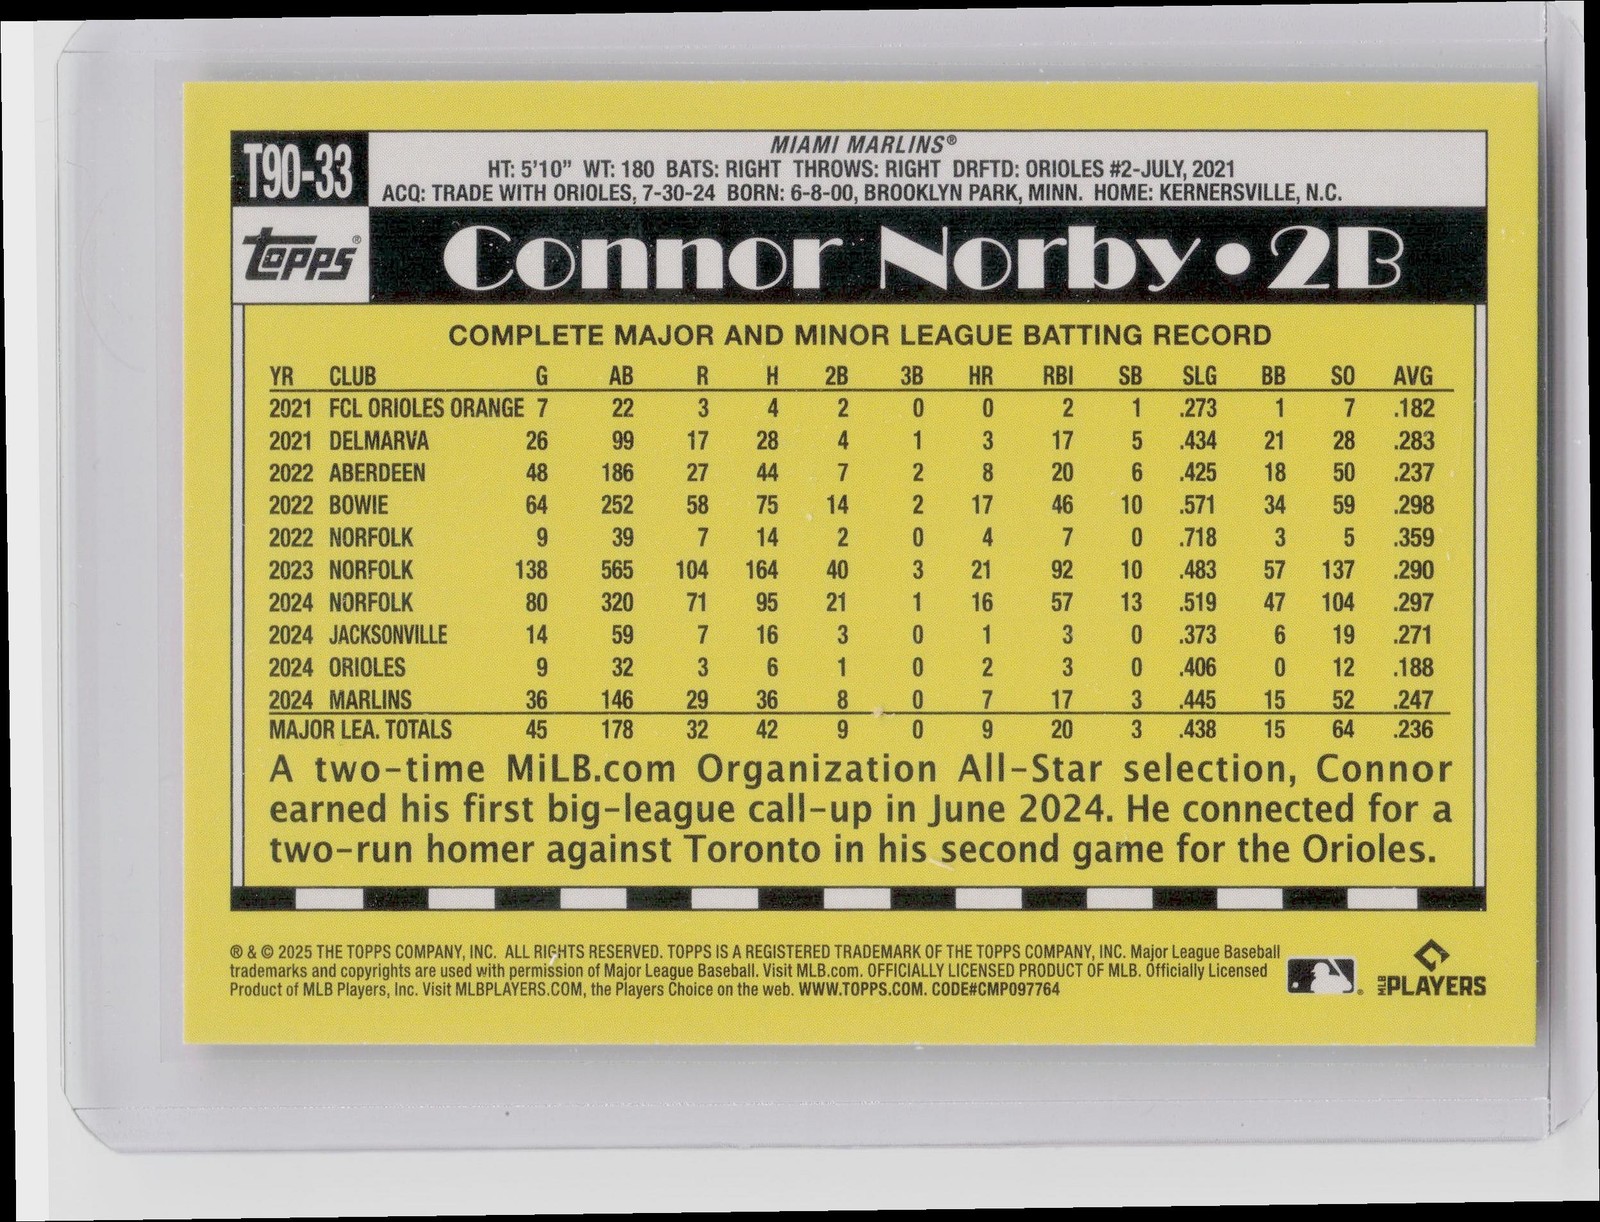 T90-33
MIAMI MARLINS®
HT: 5'10" WT: 180 BATS: RIGHT THROWS: RIGHT DRFTD: ORIOLES #2-JULY, 2021
ACQ: TRADE WITH ORIOLES, 7-30-24 BORN: 6-8-00, BROOKLYN PARK, MINN. HOME: KERNERSVILLE, N.C.
topps®
Connor Norby • 2B
COMPLETE MAJOR AND MINOR LEAGUE BATTING RECORD
YR CLUB G AB R H 2B 3B HR RBI SB SLG BB SO AVG
2021 FCL ORIOLES ORANGE 7 22 3 4 2 0 0 2 1 .273 1 7 .182
2021 DELMARVA 26 99 17 28 4 1 3 17 5 .434 21 28 .283
2022 ABERDEEN 48 186 27 44 7 2 8 20 6 .425 18 50 .237
2022 BOWIE 64 252 58 75 14 2 17 46 10 .571 34 59 .298
2022 NORFOLK 9 39 7 14 2 0 4 7 0 .718 3 5 .359
2023 NORFOLK 138 565 104 164 40 3 21 92 10 .483 57 137 .290
2024 NORFOLK 80 320 71 95 21 1 16 57 13 .519 47 104 .297
2024 JACKSONVILLE 14 59 7 16 3 0 1 3 0 .373 6 19 .271
2024 ORIOLES 9 32 3 6 1 0 2 3 0 .406 0 12 .188
2024 MARLINS 36 146 29 36 8 0 7 17 3 .445 15 52 .247
MAJOR LEA. TOTALS 45 178 32 42 9 0 9 20 3 .438 15 64 .236
A two-time MiLB.com Organization All-Star selection, Connor
earned his first big-league call-up in June 2024. He connected for a
two-run homer against Toronto in his second game for the Orioles.
® & © 2025 THE TOPPS COMPANY, INC. ALL RIGHTS RESERVED. TOPPS IS A REGISTERED TRADEMARK OF THE TOPPS COMPANY, INC. Major League Baseball
trademarks and copyrights are used with permission of Major League Baseball. Visit MLB.com. OFFICIALLY LICENSED PRODUCT OF MLB. Officially Licensed
Product of MLB Players, Inc. Visit MLBPLAYERS.COM, the Players Choice on the web. WWW.TOPPS.COM. CODE#CMP097764
MLB PLAYERS